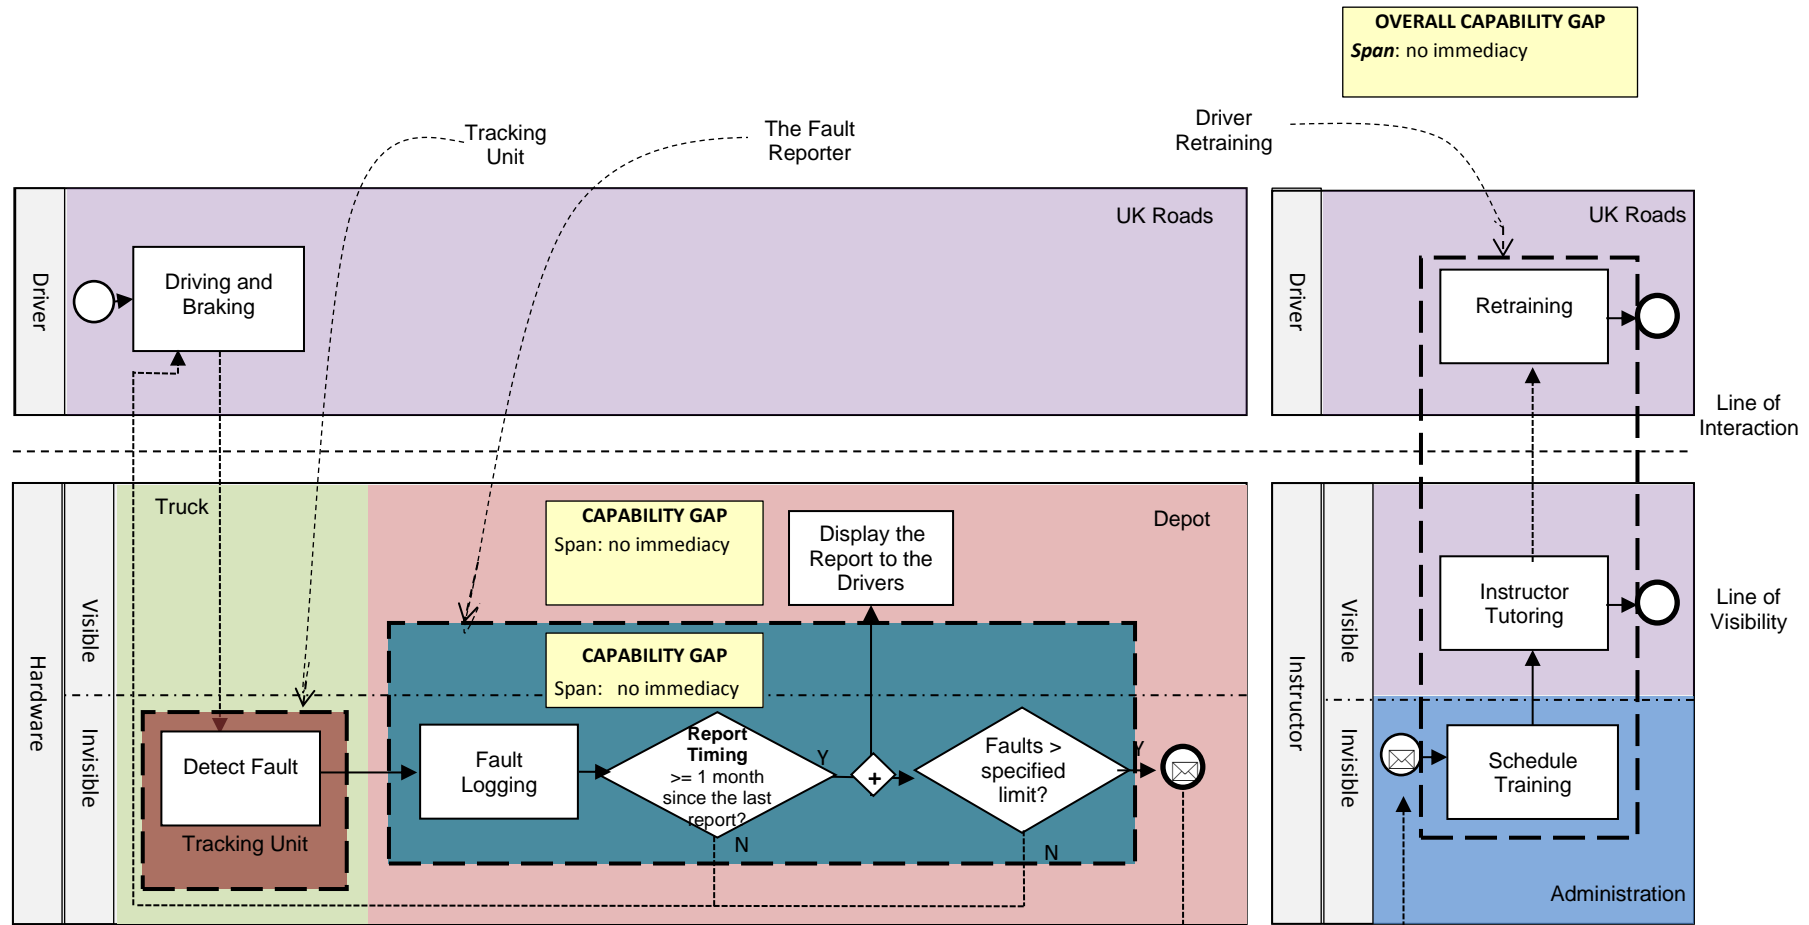 OVERALL CAPABILITY GAP
Span: no immediacy
Tracking
Unit
The Fault
Reporter
Driver
Retraining
Driver
UK Roads
Driving and
Braking
Driver
UK Roads
Retraining
Line of
Interaction
Hardware
Visible
Invisible
Truck
Depot
CAPABILITY GAP
Span: no immediacy
Display the
Report to the
Drivers
CAPABILITY GAP
Span: no immediacy
Detect Fault
Tracking Unit
Fault
Logging
Report
Timing
>= 1 month
since the last
report?
Y
N
+
Faults >
specified
limit?
Y
N
Instructor
Visible
Invisible
Instructor
Tutoring
Line of
Visibility
Schedule
Training
Administration